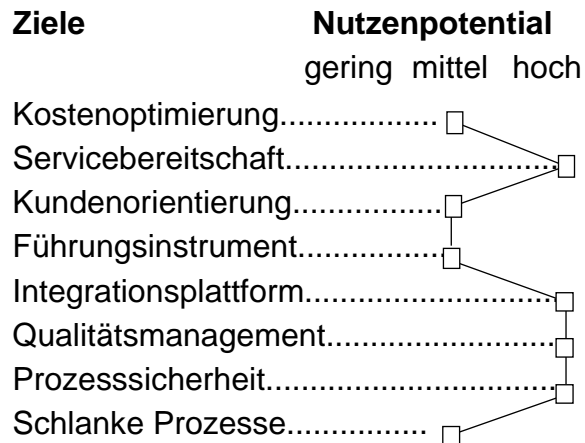 Ziele Nutzenpotential
gering mittel hoch
Kostenoptimierung..................
Servicebereitschaft..............................
Kundenorientierung.................
Führungsinstrument................
Integrationsplattform............................
Qualitätsmanagement..........................
Prozesssicherheit................................
Schlanke Prozesse................